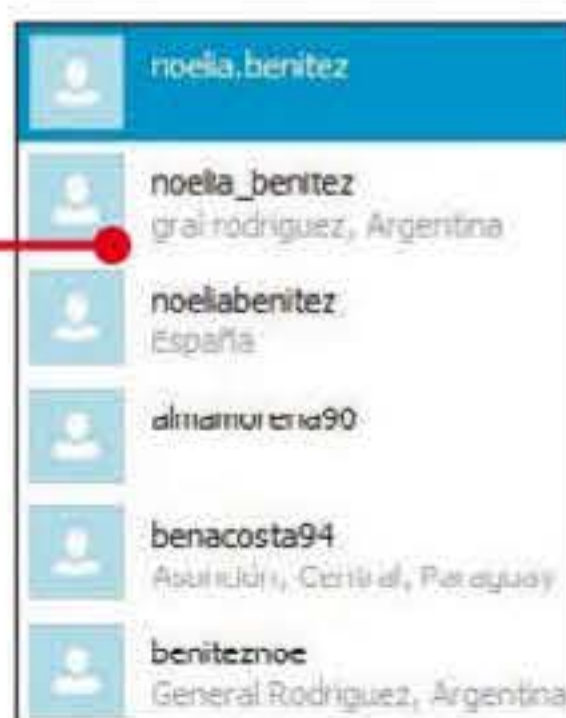 noelia.benitez
noelia_benitez
gral rodriguez, Argentina
noeliabenitez
España
almamorena90
benacosta94
Asunción, Central, Paraguay
beniteznoe
General Rodriguez, Argentina